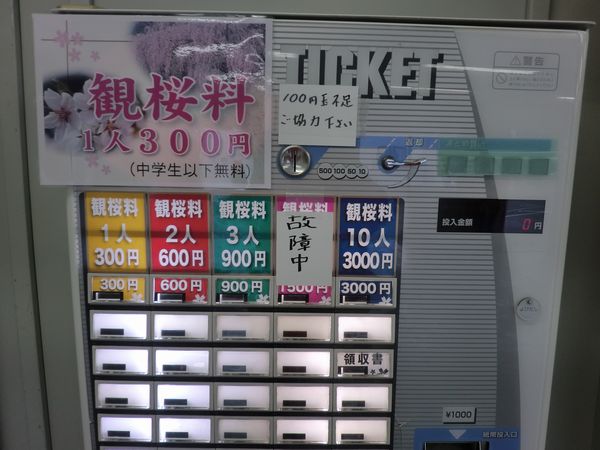 観桜料
1人300円
(中学生以下無料)
TICKET
100円玉不足
ご協力下さい
警告
返却
500 100 50 10
投入金額
0円
観桜料
1人
300円
観桜料
2人
600円
観桜料
3人
900円
観桜料
故障中
観桜料
10人
3000円
300円
600円
900円
1500円
3000円
領収書
¥1000
紙幣投入口